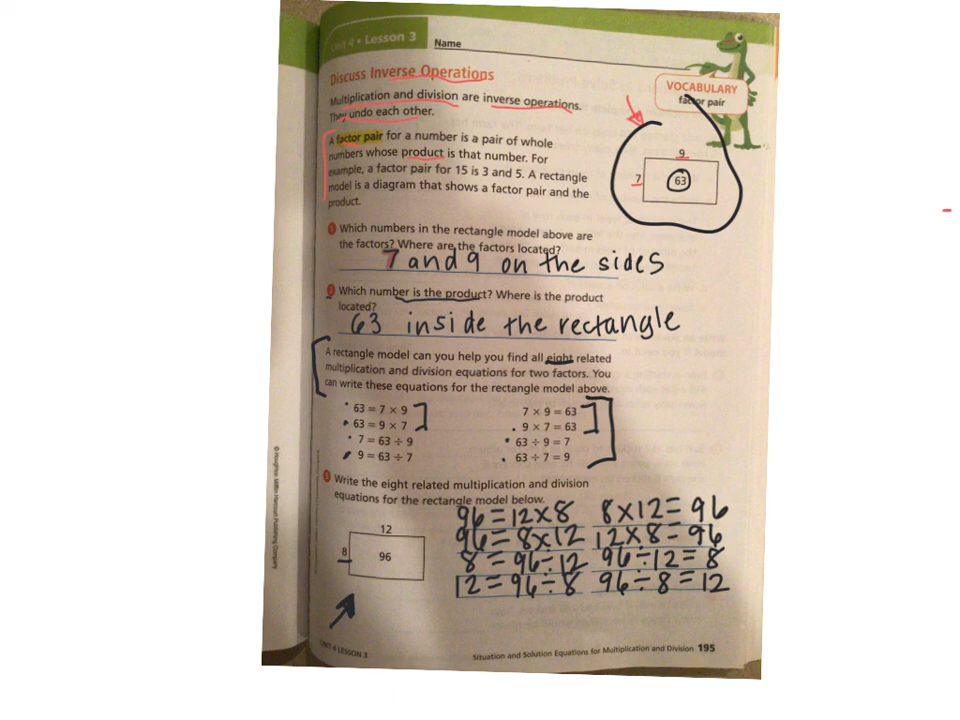 Unit 4 • Lesson 3
Name
Discuss Inverse Operations
VOCABULARY
factor pair
Multiplication and division are inverse operations.
They undo each other.
A factor pair for a number is a pair of whole
numbers whose product is that number. For
example, a factor pair for 15 is 3 and 5. A rectangle
model is a diagram that shows a factor pair and the
product.
9
7
63
1 Which numbers in the rectangle model above are
the factors? Where are the factors located?
7 and 9 on the sides
2 Which number is the product? Where is the product
located?
63 inside the rectangle
A rectangle model can you help you find all eight related
multiplication and division equations for two factors. You
can write these equations for the rectangle model above.
• 63 = 7 × 9
• 63 = 9 × 7
• 7 = 63 ÷ 9
• 9 = 63 ÷ 7
7 × 9 = 63
• 9 × 7 = 63
• 63 ÷ 9 = 7
• 63 ÷ 7 = 9
3 Write the eight related multiplication and division
equations for the rectangle model below.
12
8
96
96 = 12 x 8
96 = 8 x 12
8 = 96 ÷ 12
12 = 96 ÷ 8
8 x 12 = 96
12 x 8 = 96
96 ÷ 12 = 8
96 ÷ 8 = 12
© Houghton Mifflin Harcourt Publishing Company
UNIT 4 LESSON 3
Situation and Solution Equations for Multiplication and Division 195